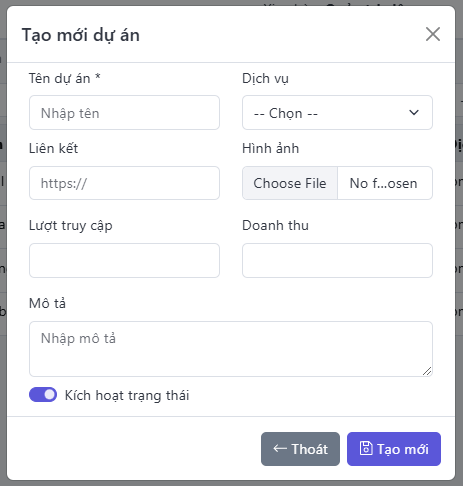 Tạo mới dự án
Tên dự án * Dịch vụ
Nhập tên -- Chọn --
Liên kết Hình ảnh
https:// Choose File No f...osen
Lượt truy cập Doanh thu
Mô tả
Nhập mô tả
Kích hoạt trạng thái
Thoát Tạo mới